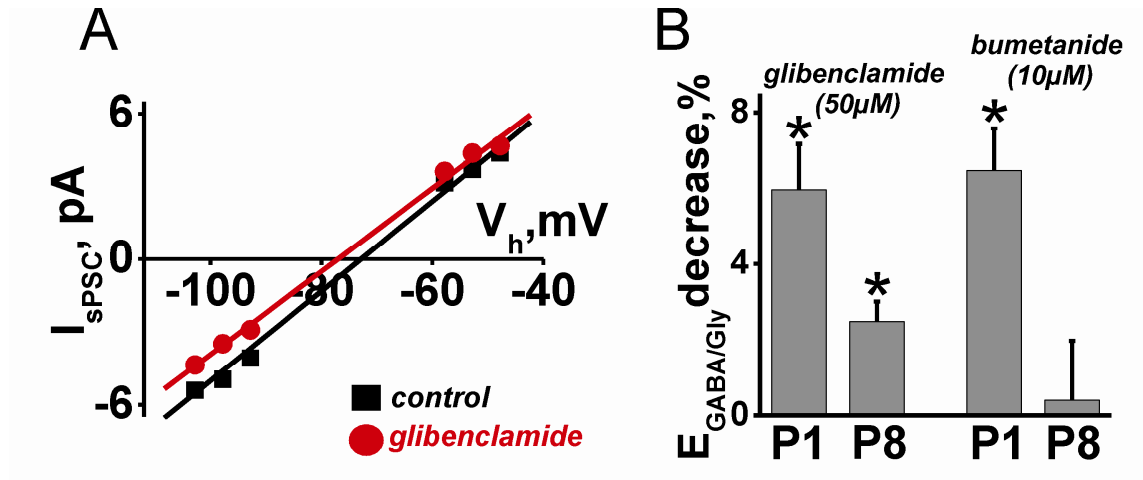 A
6
0
-6
I sPSC, pA
-100
-80
-60
-40
Vh,mV
control
glibenclamide
B
glibenclamide
(50µM)
bumetanide
(10µM)
8
4
0
E GABA/Gly decrease,%
*
*
*
P1
P8
P1
P8